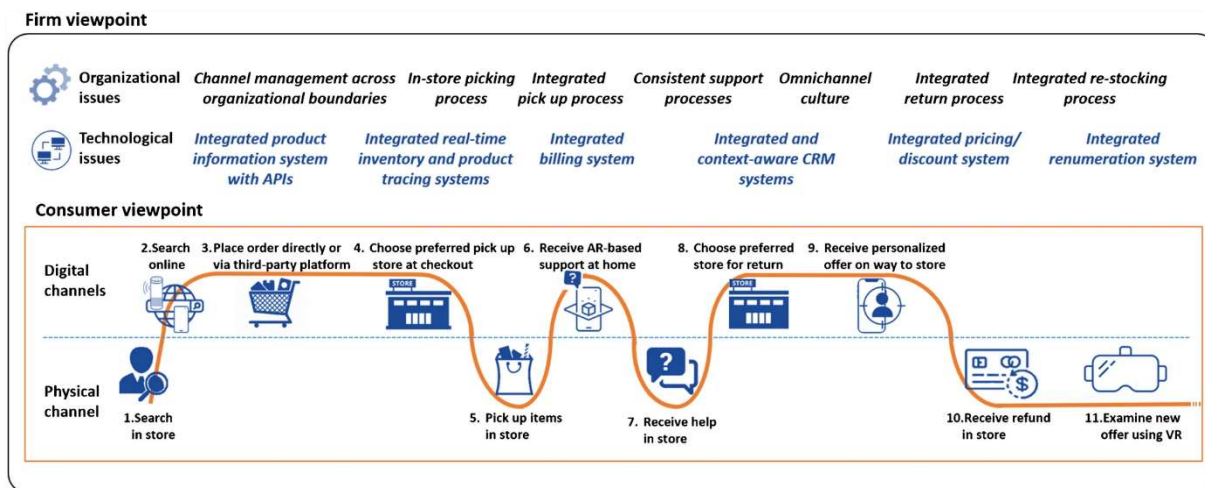 Firm viewpoint
Organizational
issues
Channel management across
organizational boundaries
In-store picking
process
Integrated
pick up process
Consistent support
processes
Omnichannel
culture
Integrated
return process
Integrated re-stocking
process
Technological
issues
Integrated product
information system
with APIs
Integrated real-time
inventory and product
tracing systems
Integrated
billing system
Integrated and
context-aware CRM
systems
Integrated pricing/
discount system
Integrated
renumeration system
Consumer viewpoint
Digital
channels
2.Search
online
3.Place order directly or
via third-party platform
4. Choose preferred pick up
store at checkout
6. Receive AR-based
support at home
8. Choose preferred
store for return
9. Receive personalized
offer on way to store
STORE
?
STORE
Physical
channel
1.Search
in store
5. Pick up items
in store
?
7. Receive help
in store
$
10.Receive refund
in store
11.Examine new
offer using VR